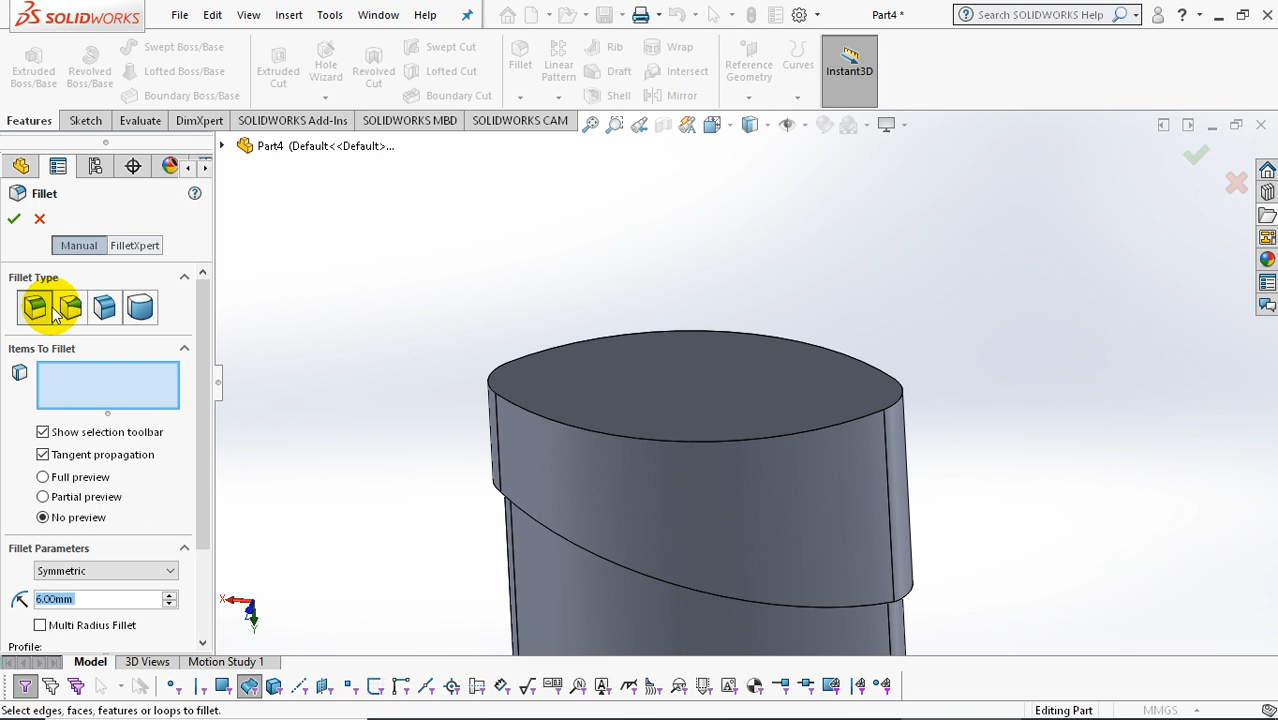 SOLIDWORKS File Edit View Insert Tools Window Help Part4 * Search SOLIDWORKS Help ?
Extruded Boss/Base Revolved Boss/Base Swept Boss/Base Lofted Boss/Base Boundary Boss/Base Extruded Cut Hole Wizard Revolved Cut Swept Cut Lofted Cut Boundary Cut Fillet Linear Pattern Rib Draft Shell Wrap Intersect Mirror Reference Geometry Curves Instant3D
Features Sketch Evaluate DimXpert SOLIDWORKS Add-Ins SOLIDWORKS MBD SOLIDWORKS CAM
Part4 (Default<<Default>...
Fillet ?
Manual FilletXpert
Fillet Type
Items To Fillet
Show selection toolbar
Tangent propagation
Full preview
Partial preview
No preview
Fillet Parameters
Symmetric
6.00mm
Multi Radius Fillet
Profile:
X
Y
Z
Model 3D Views Motion Study 1
Select edges, faces, features or loops to fillet. Editing Part MMGS